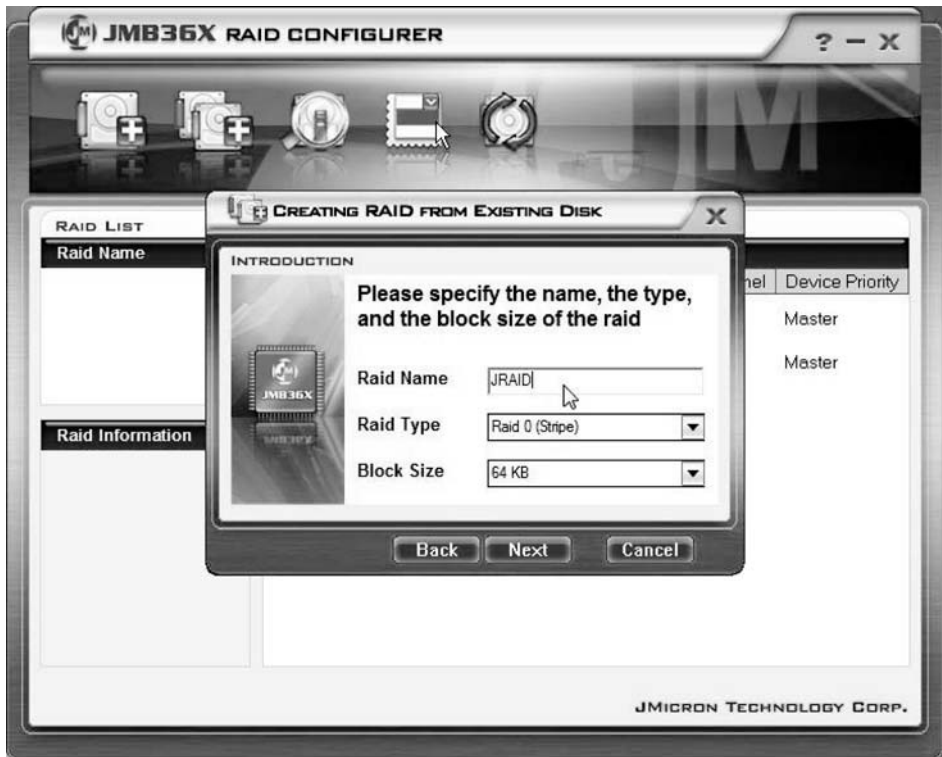 JMB36X RAID CONFIGURER
? – X
JM
RAID LIST
Raid Name
nel Device Priority
Master
Master
Raid Information
CREATING RAID FROM EXISTING DISK X
INTRODUCTION
Please specify the name, the type,
and the block size of the raid
JMB36X
Raid Name JRAID
Raid Type Raid 0 (Stripe)
Block Size 64 KB
Back Next Cancel
JMICRON TECHNOLOGY CORP.